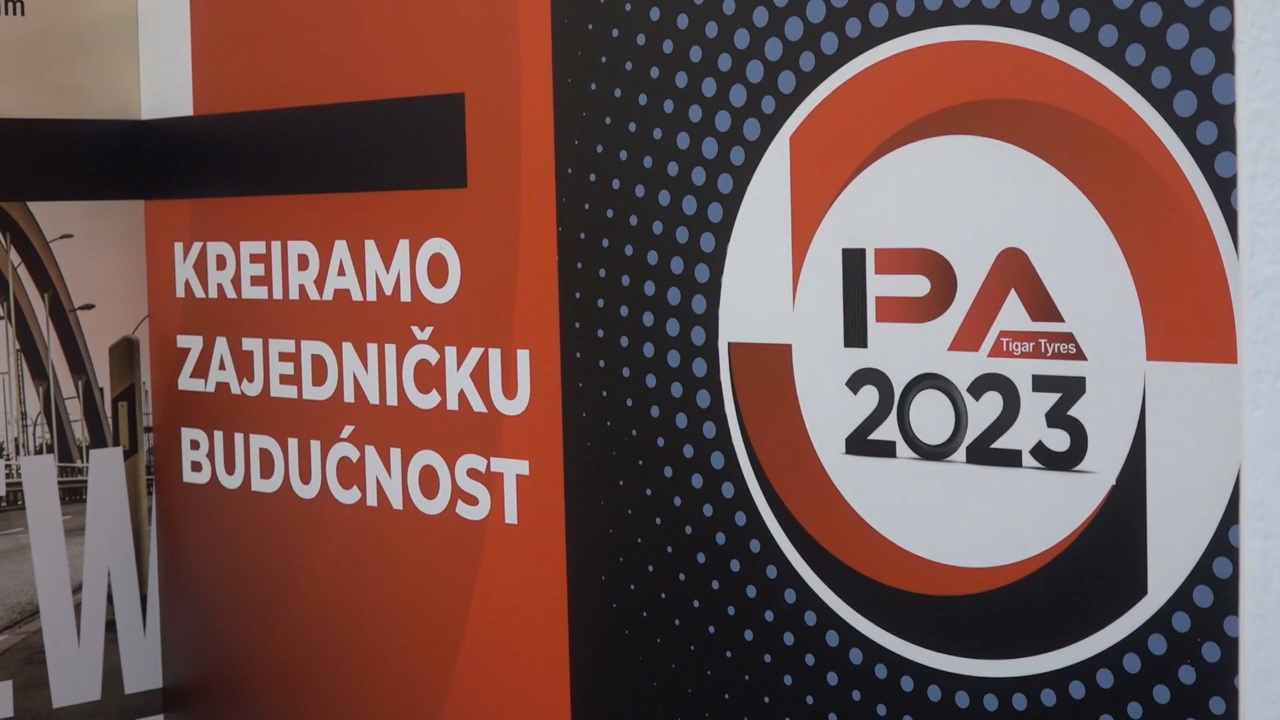 KREIRAMO
ZAJEDNIČKU
BUDUĆNOST
IPA
Tigar Tyres
2023
W